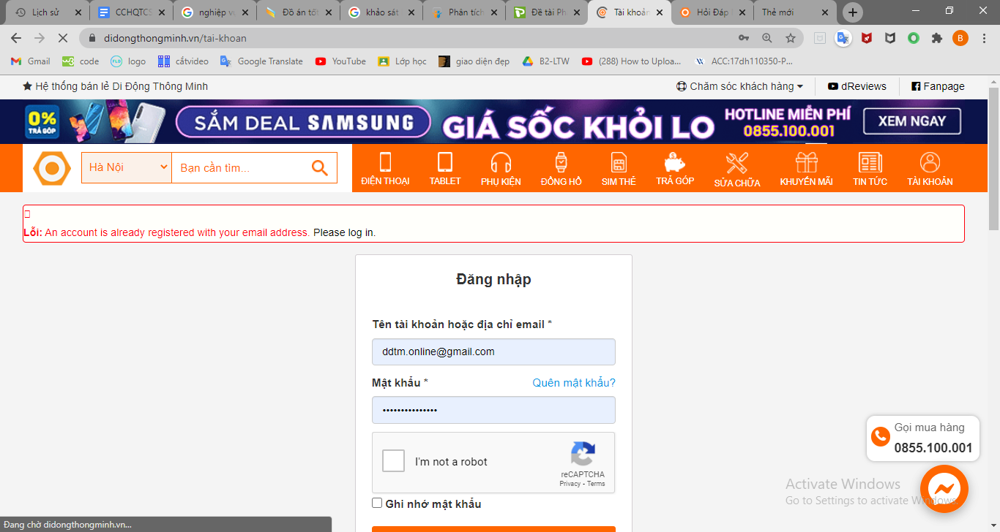 Lịch sử
CCHQTCS
nghiệp vụ
Đồ án tốt
khảo sát
Phân tích
Đề tài Ph
Tài khoản
Hỏi Đáp
Thẻ mới
didongthongminh.vn/tai-khoan
B
Gmail
code
logo
cắtvideo
Google Translate
YouTube
Lớp học
giao diện đẹp
B2-LTW
(288) How to Uploa...
ACC:17dh110350-P...
Hệ thống bán lẻ Di Động Thông Minh
Chăm sóc khách hàng
dReviews
Fanpage
0%
TRẢ GÓP
SẮM DEAL SAMSUNG
GIÁ SỐC KHỎI LO
HOTLINE MIỄN PHÍ
0855.100.001
XEM NGAY
Hà Nội
Bạn cần tìm...
ĐIỆN THOẠI
TABLET
PHỤ KIỆN
ĐỒNG HỒ
SIM THẺ
TRẢ GÓP
SỬA CHỮA
KHUYẾN MÃI
TIN TỨC
TÀI KHOẢN
Lỗi: An account is already registered with your email address. Please log in.
Đăng nhập
Tên tài khoản hoặc địa chỉ email *
ddtm.online@gmail.com
Mật khẩu *
Quên mật khẩu?
•••••••••••••••
I'm not a robot
reCAPTCHA
Privacy - Terms
Ghi nhớ mật khẩu
Gọi mua hàng
0855.100.001
Activate Windows
Go to Settings to activate Windows.
Đang chờ didongthongminh.vn...